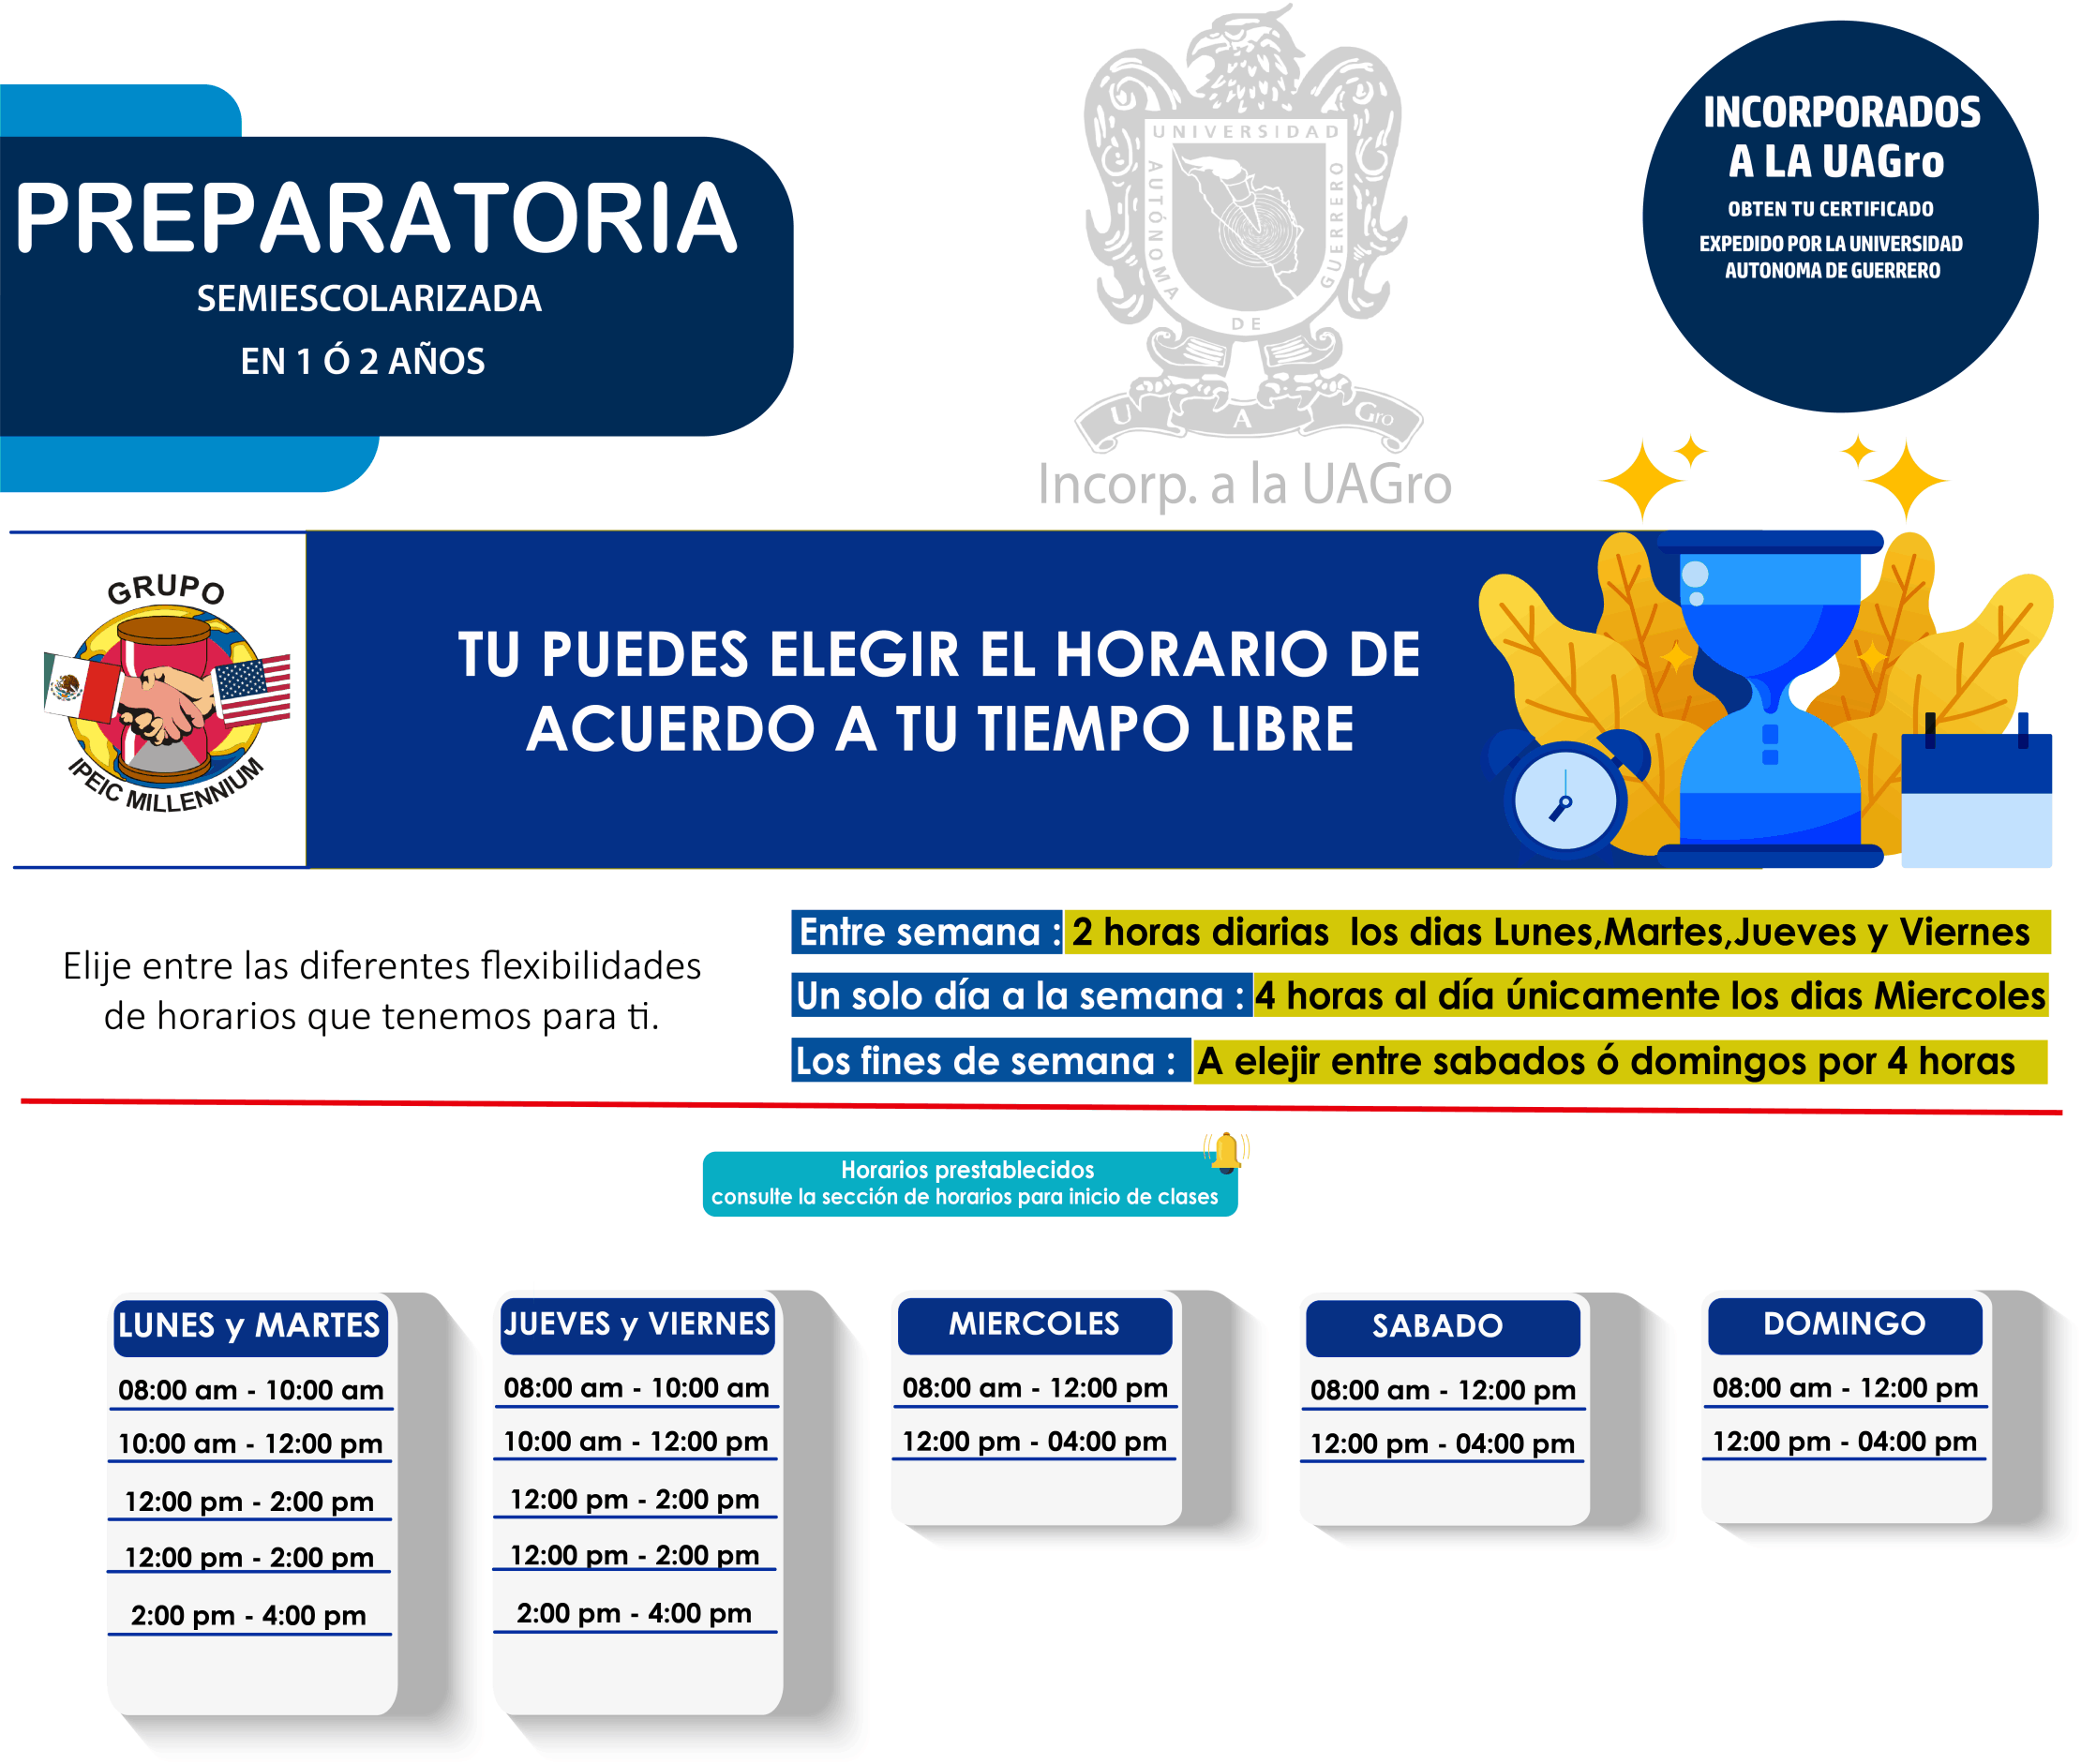 PREPARATORIA
SEMIESCOLARIZADA
EN 1 Ó 2 AÑOS
UNIVERSIDAD
AUTÓNOMA
DE
GUERRERO
U A Gro
Incorp. a la UAGro
INCORPORADOS
A LA UAGro
OBTEN TU CERTIFICADO
EXPEDIDO POR LA UNIVERSIDAD
AUTONOMA DE GUERRERO
GRUPO
IPEIC MILLENNIUM
TU PUEDES ELEGIR EL HORARIO DE
ACUERDO A TU TIEMPO LIBRE
Elije entre las diferentes flexibilidades
de horarios que tenemos para ti.
Entre semana : 2 horas diarias los dias Lunes,Martes,Jueves y Viernes
Un solo día a la semana : 4 horas al día únicamente los dias Miercoles
Los fines de semana : A elejir entre sabados ó domingos por 4 horas
Horarios prestablecidos
consulte la sección de horarios para inicio de clases
LUNES y MARTES
08:00 am - 10:00 am
10:00 am - 12:00 pm
12:00 pm - 2:00 pm
12:00 pm - 2:00 pm
2:00 pm - 4:00 pm
JUEVES y VIERNES
08:00 am - 10:00 am
10:00 am - 12:00 pm
12:00 pm - 2:00 pm
12:00 pm - 2:00 pm
2:00 pm - 4:00 pm
MIERCOLES
08:00 am - 12:00 pm
12:00 pm - 04:00 pm
SABADO
08:00 am - 12:00 pm
12:00 pm - 04:00 pm
DOMINGO
08:00 am - 12:00 pm
12:00 pm - 04:00 pm